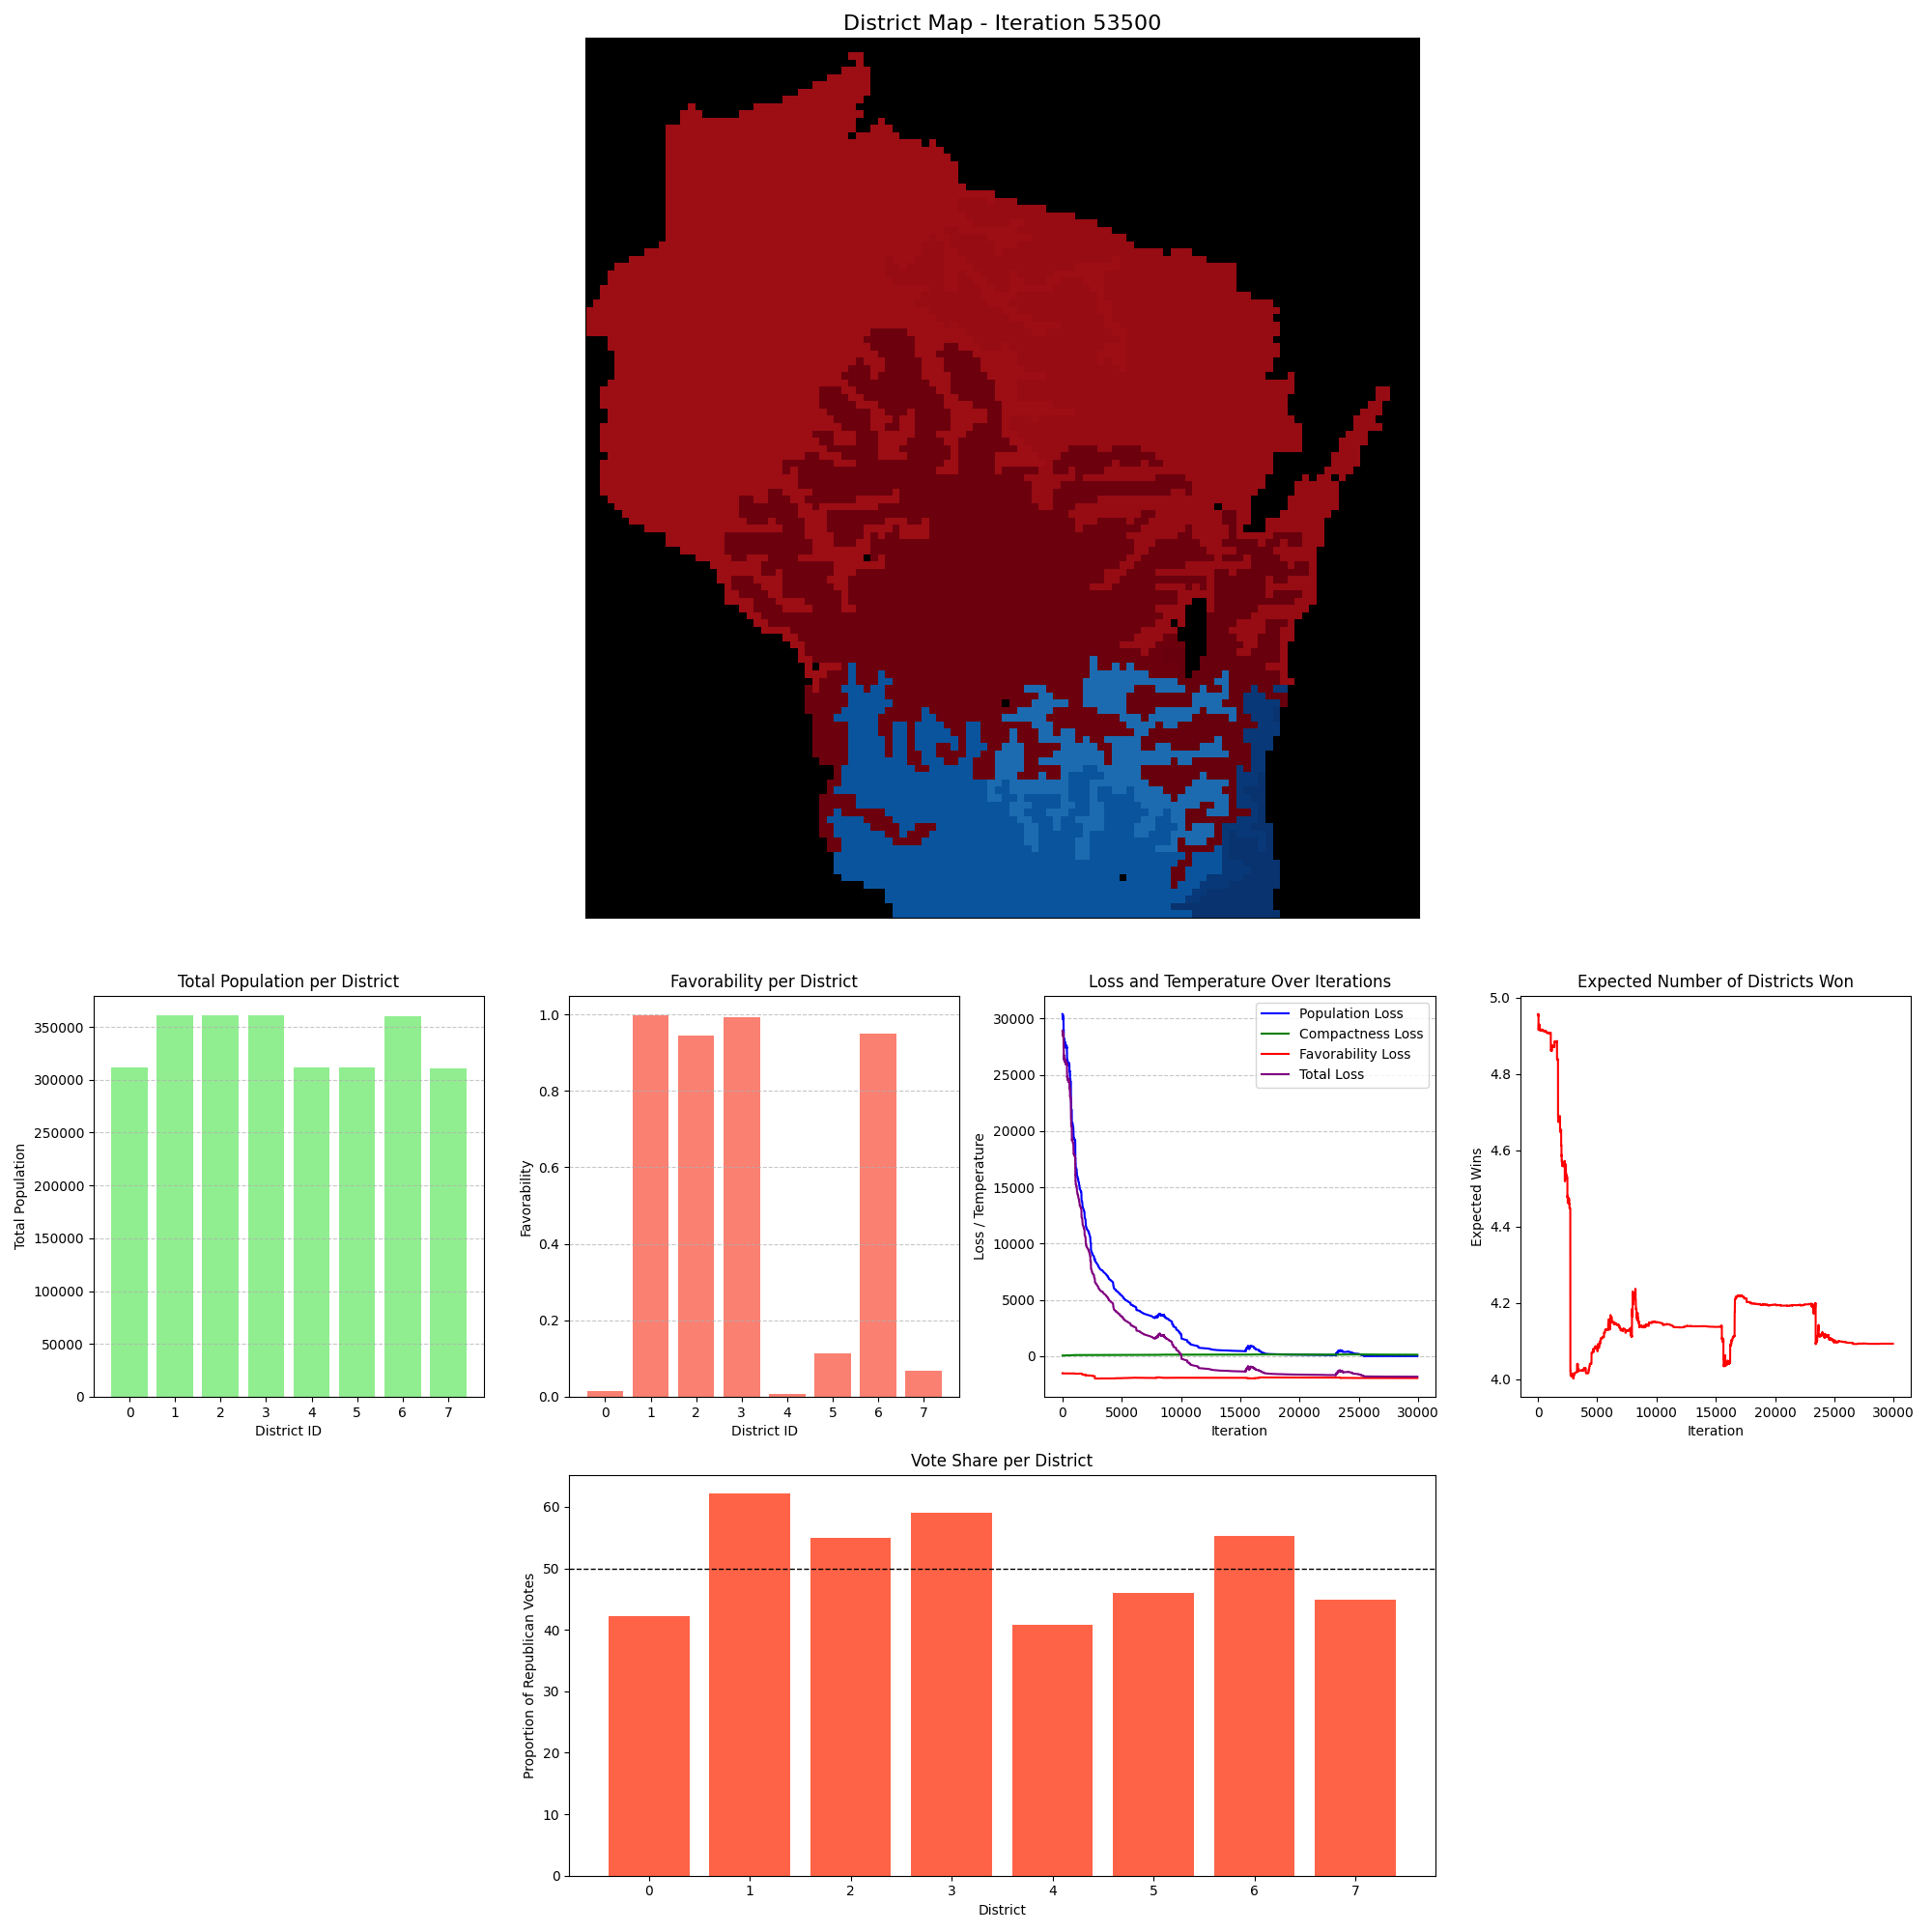 District Map - Iteration 53500
Total Population per District
Total Population
350000
300000
250000
200000
150000
100000
50000
0
0 1 2 3 4 5 6 7
District ID
Favorability per District
Favorability
1.0
0.8
0.6
0.4
0.2
0.0
0 1 2 3 4 5 6 7
District ID
Loss and Temperature Over Iterations
Loss / Temperature
30000
25000
20000
15000
10000
5000
0
Population Loss
Compactness Loss
Favorability Loss
Total Loss
0 5000 10000 15000 20000 25000 30000
Iteration
Expected Number of Districts Won
Expected Wins
5.0
4.8
4.6
4.4
4.2
4.0
0 5000 10000 15000 20000 25000 30000
Iteration
Vote Share per District
Proportion of Republican Votes
60
50
40
30
20
10
0
0 1 2 3 4 5 6 7
District